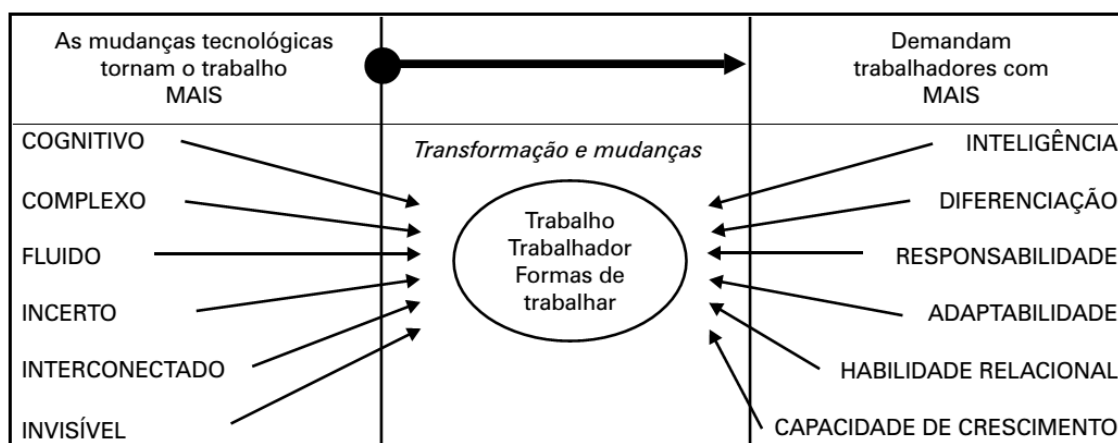 As mudanças tecnológicas
tornam o trabalho
MAIS
Demandam
trabalhadores com
MAIS
COGNITIVO
COMPLEXO
FLUIDO
INCERTO
INTERCONECTADO
INVISÍVEL
Transformação e mudanças
Trabalho
Trabalhador
Formas de
trabalhar
INTELIGÊNCIA
DIFERENCIAÇÃO
RESPONSABILIDADE
ADAPTABILIDADE
HABILIDADE RELACIONAL
CAPACIDADE DE CRESCIMENTO